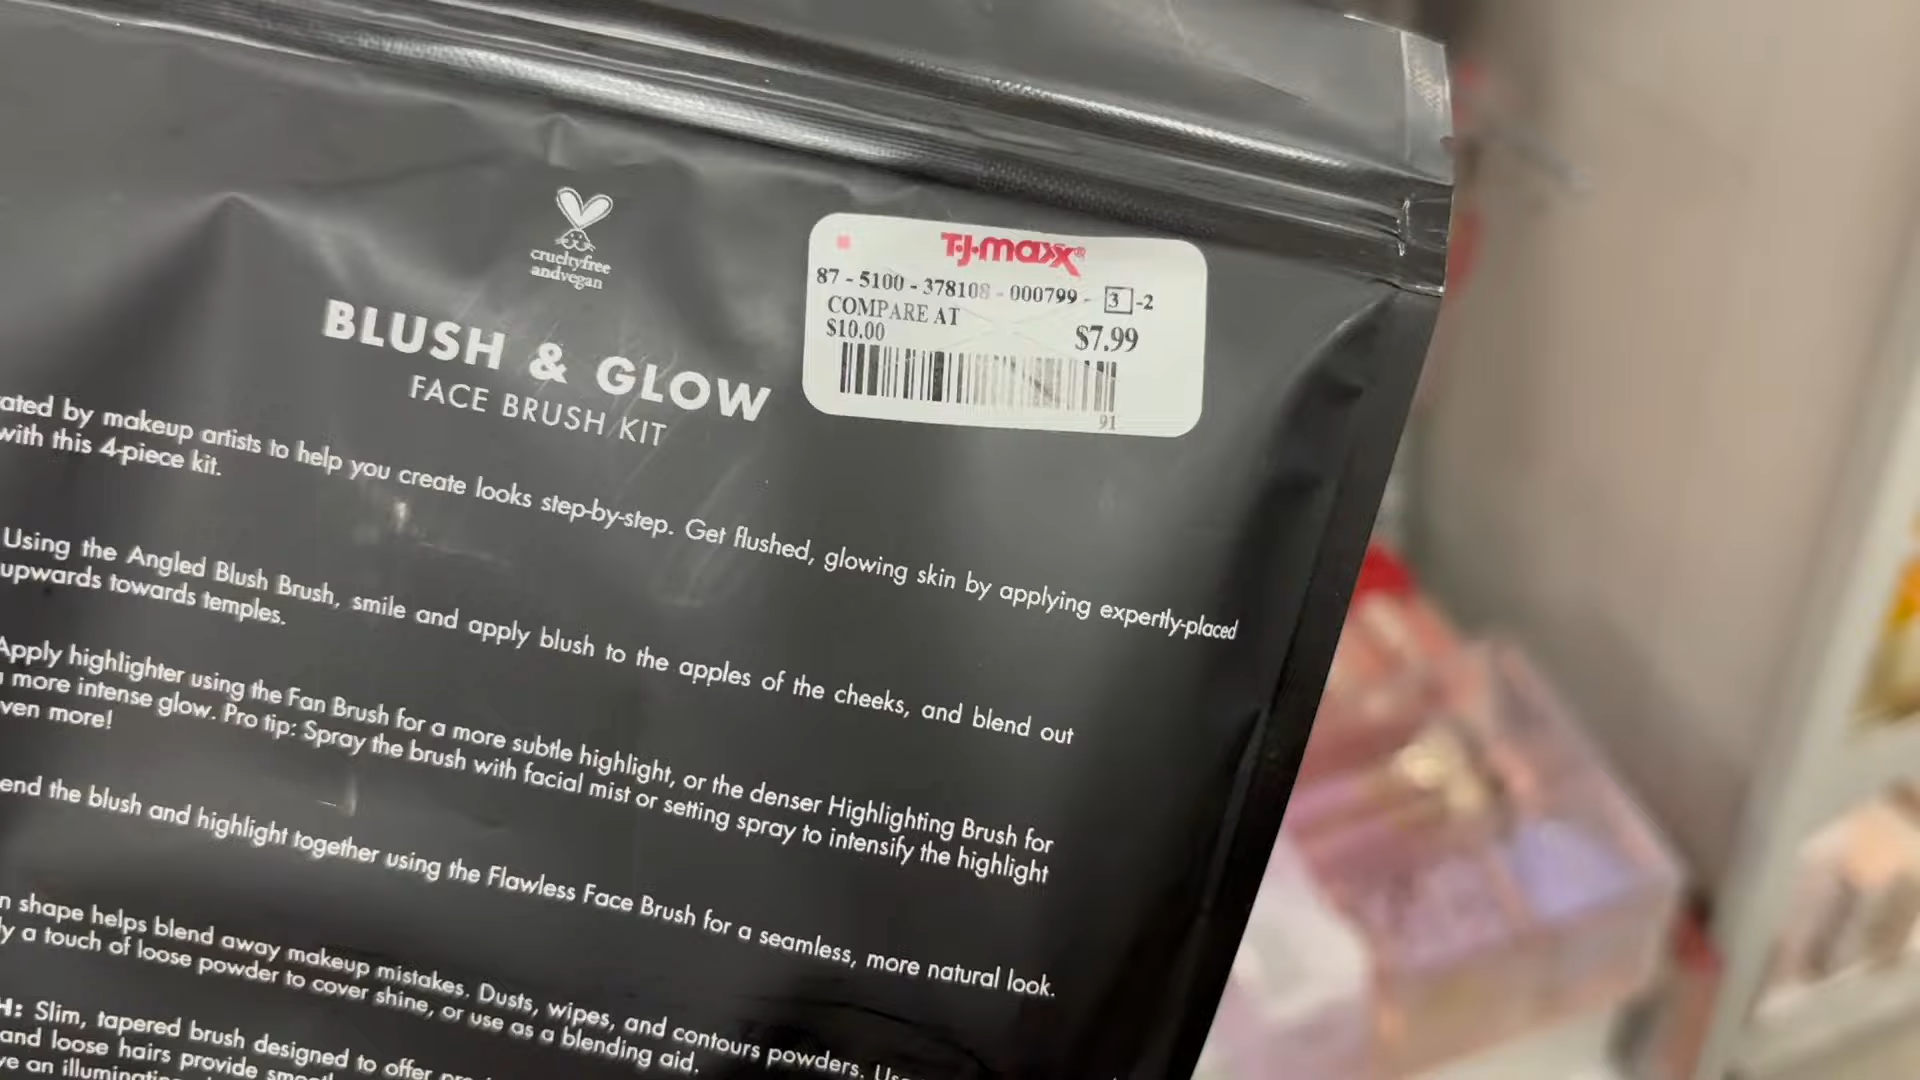 crueltyfree
andvegan
T·J·maxx®
87 - 5100 - 378108 - 000799 - 3 -2
COMPARE AT
$10.00
$7.99
91
BLUSH & GLOW
FACE BRUSH KIT
by makeup artists to help you create looks step-by-step. Get flushed, glowing skin by applying expertly-placed
with this 4-piece kit.
Using the Angled Blush Brush, smile and apply blush to the apples of the cheeks, and blend out
upwards towards temples.
Apply highlighter using the Fan Brush for a more subtle highlight, or the denser Highlighting Brush for
more intense glow. Pro tip: Spray the brush with facial mist or setting spray to intensify the highlight
more!
the blush and highlight together using the Flawless Face Brush for a seamless, more natural look.
shape helps blend away makeup mistakes. Dusts, wipes, and contours powders.
a touch of loose powder to cover shine, or use as a blending aid.
Slim, tapered brush designed to offer
and loose hairs provide
an